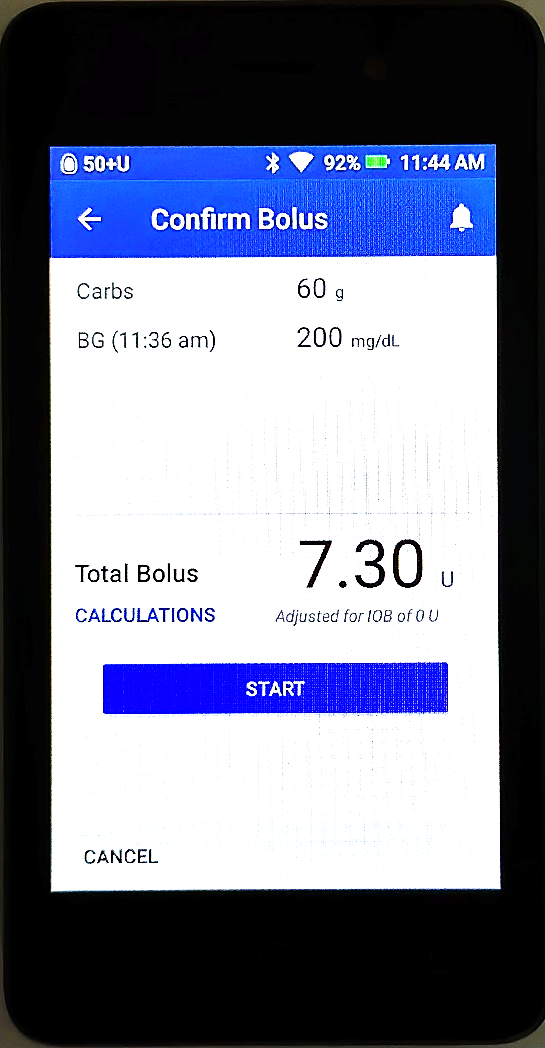 50+U 92% 11:44 AM
Confirm Bolus
Carbs 60 g
BG (11:36 am) 200 mg/dL
Total Bolus 7.30 U
CALCULATIONS Adjusted for IOB of 0 U
START
CANCEL